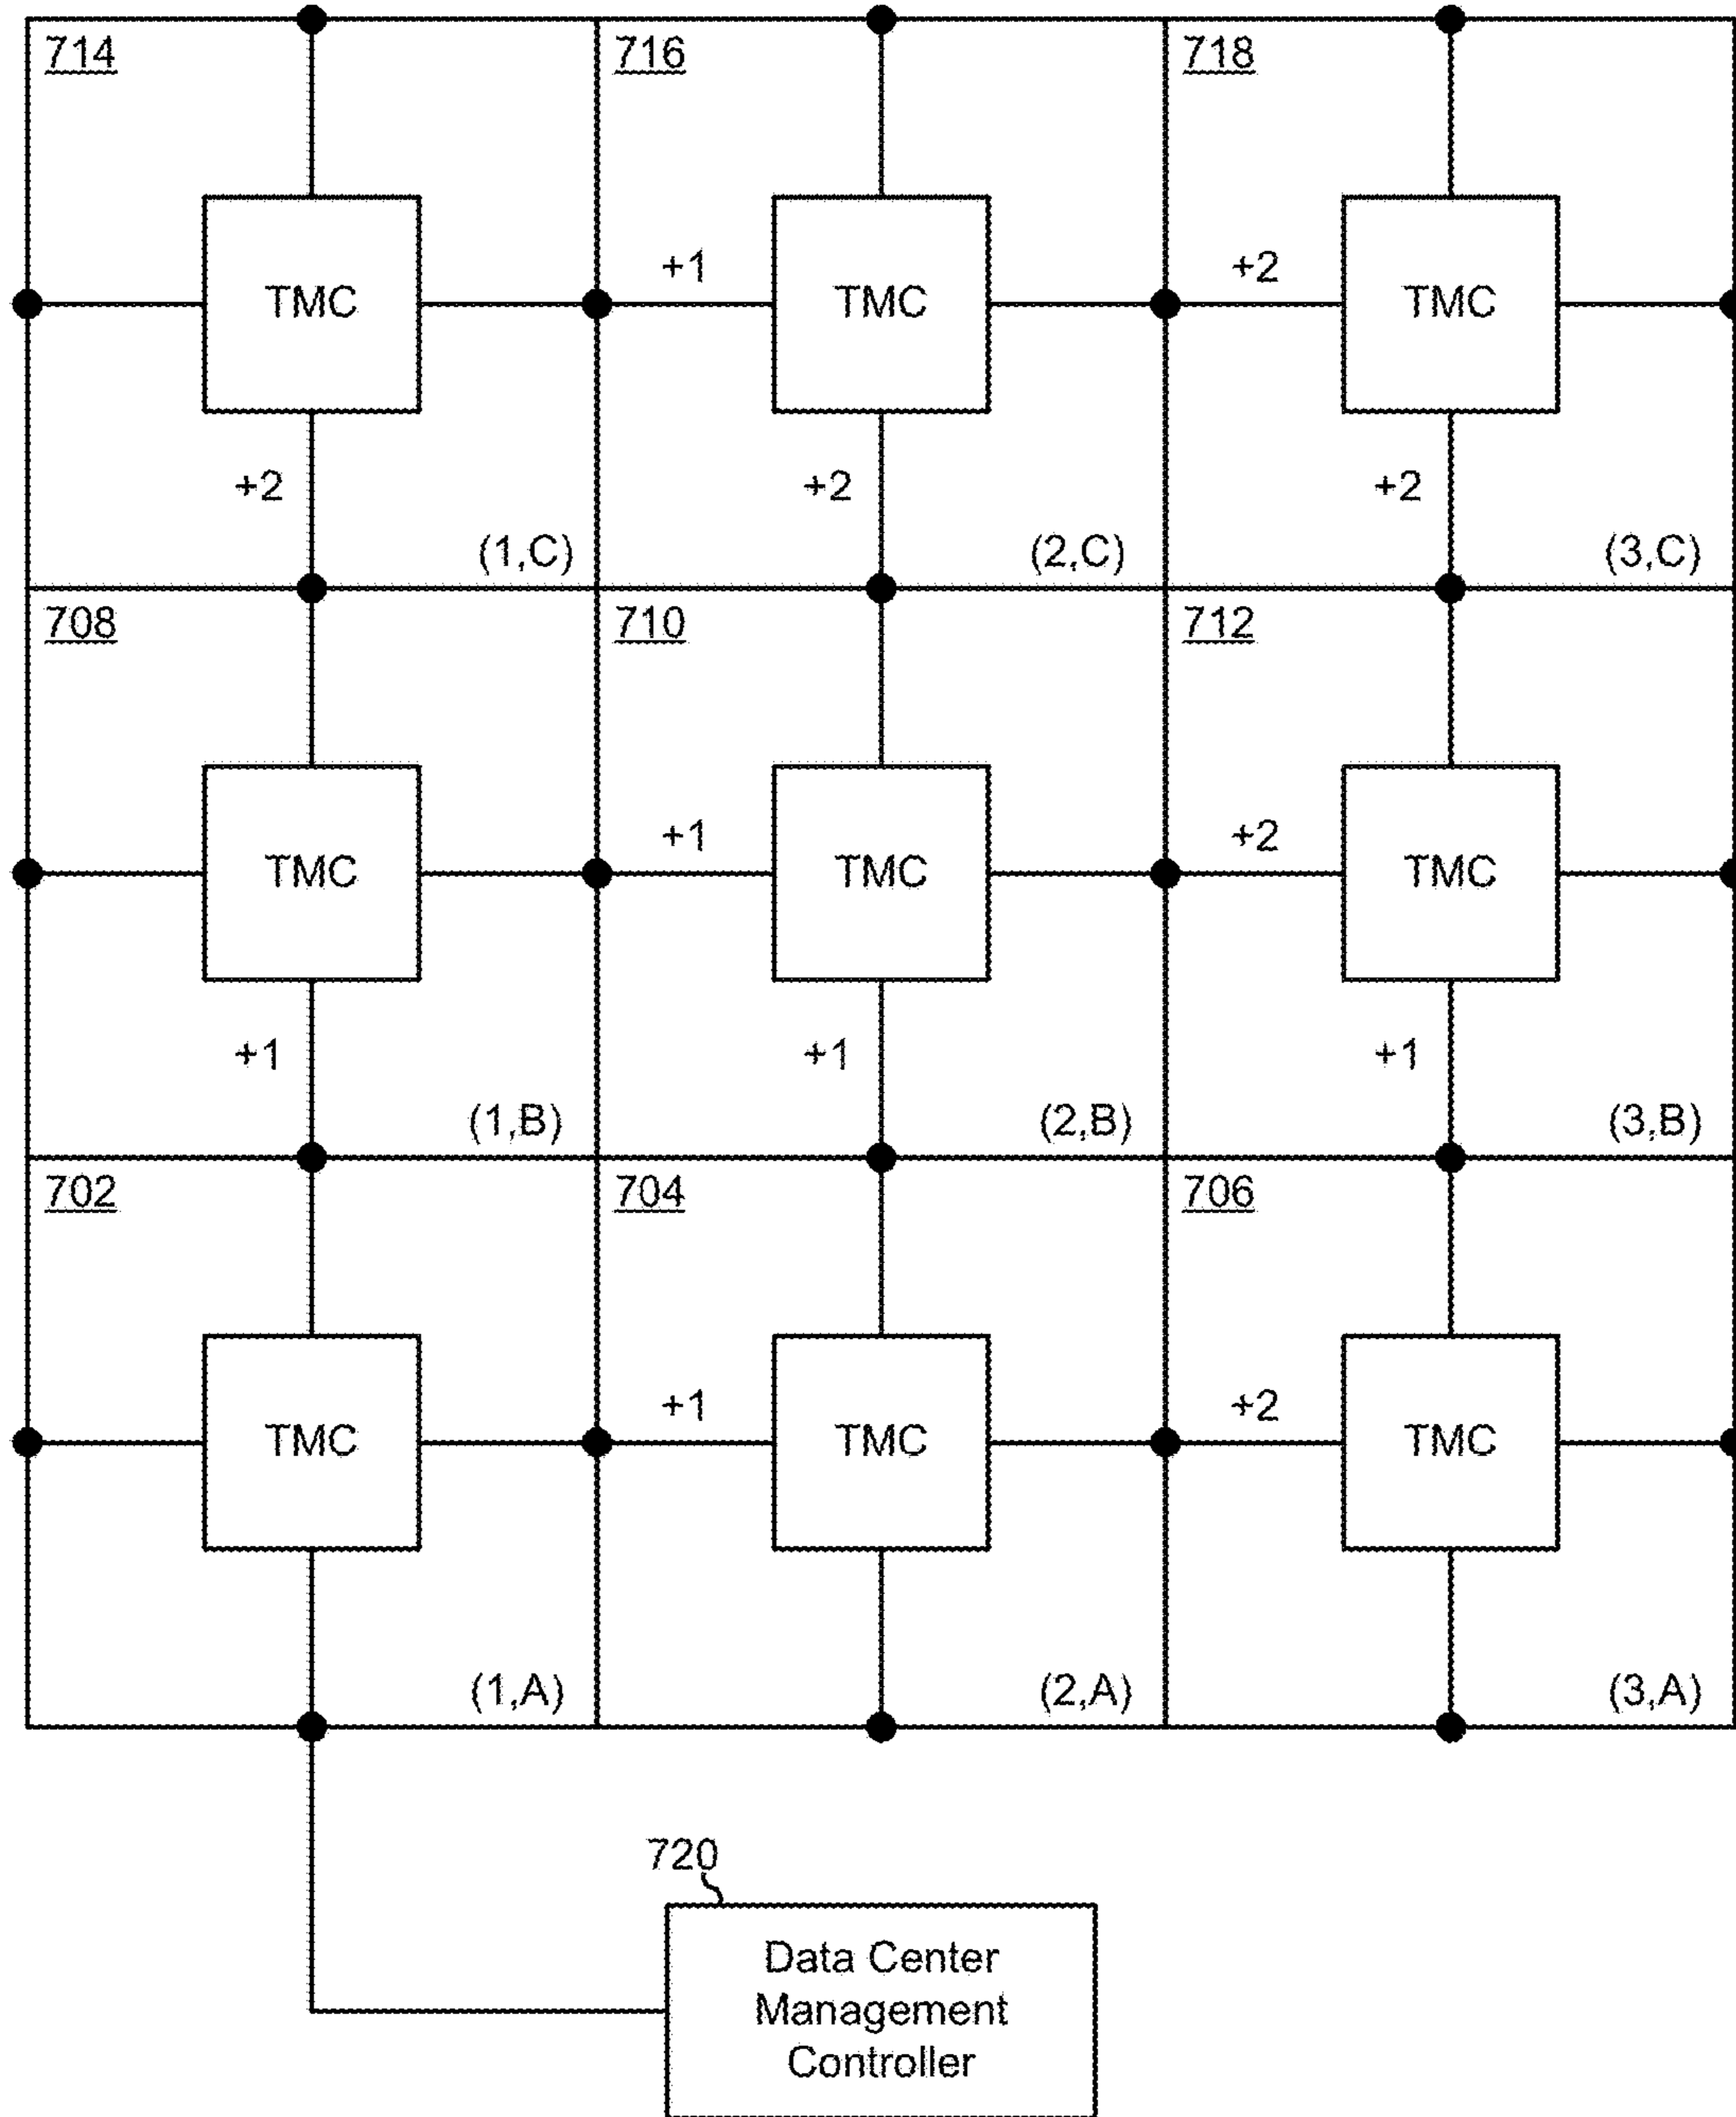 714 716 718
+1 +2
TMC TMC TMC
+2 +2 +2
(1,C) (2,C) (3,C)
708 710 712
+1 +2
TMC TMC TMC
+1 +1 +1
(1,B) (2,B) (3,B)
702 704 706
+1 +2
TMC TMC TMC
(1,A) (2,A) (3,A)
720
Data Center
Management
Controller